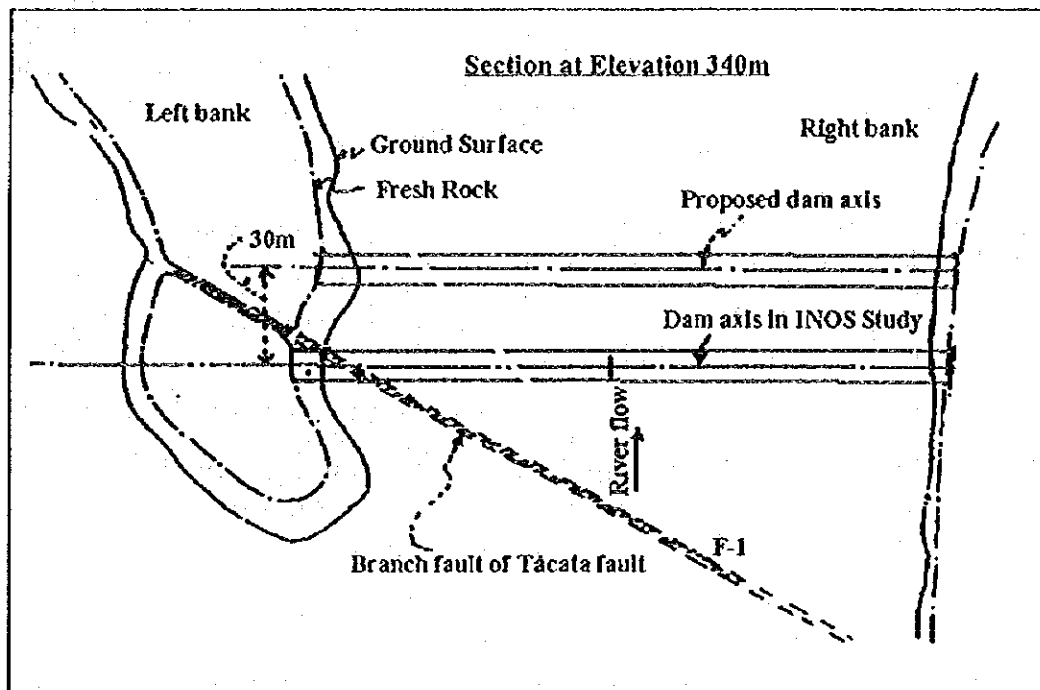 Section at Elevation 340m
Left bank
Right bank
Ground Surface
Fresh Rock
Proposed dam axis
30m
Dam axis in INOS Study
River flow
F-1
Branch fault of Tácata fault